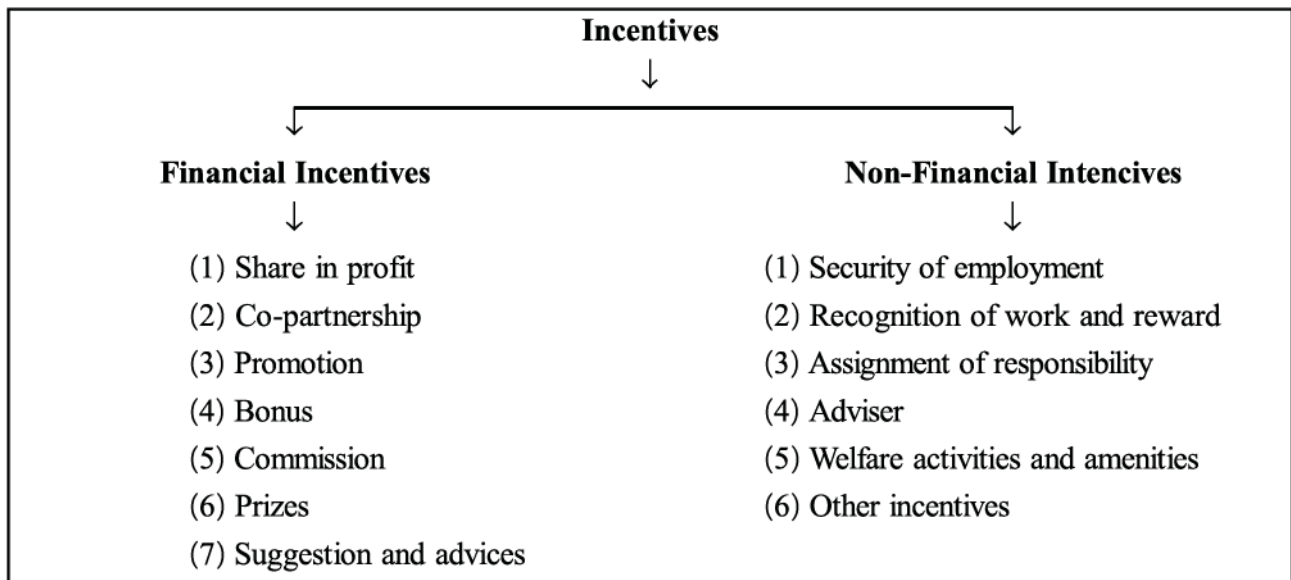 Incentives
↓
↓ ↓
Financial Incentives
↓
(1) Share in profit
(2) Co-partnership
(3) Promotion
(4) Bonus
(5) Commission
(6) Prizes
(7) Suggestion and advices
Non-Financial Intencives
↓
(1) Security of employment
(2) Recognition of work and reward
(3) Assignment of responsibility
(4) Adviser
(5) Welfare activities and amenities
(6) Other incentives